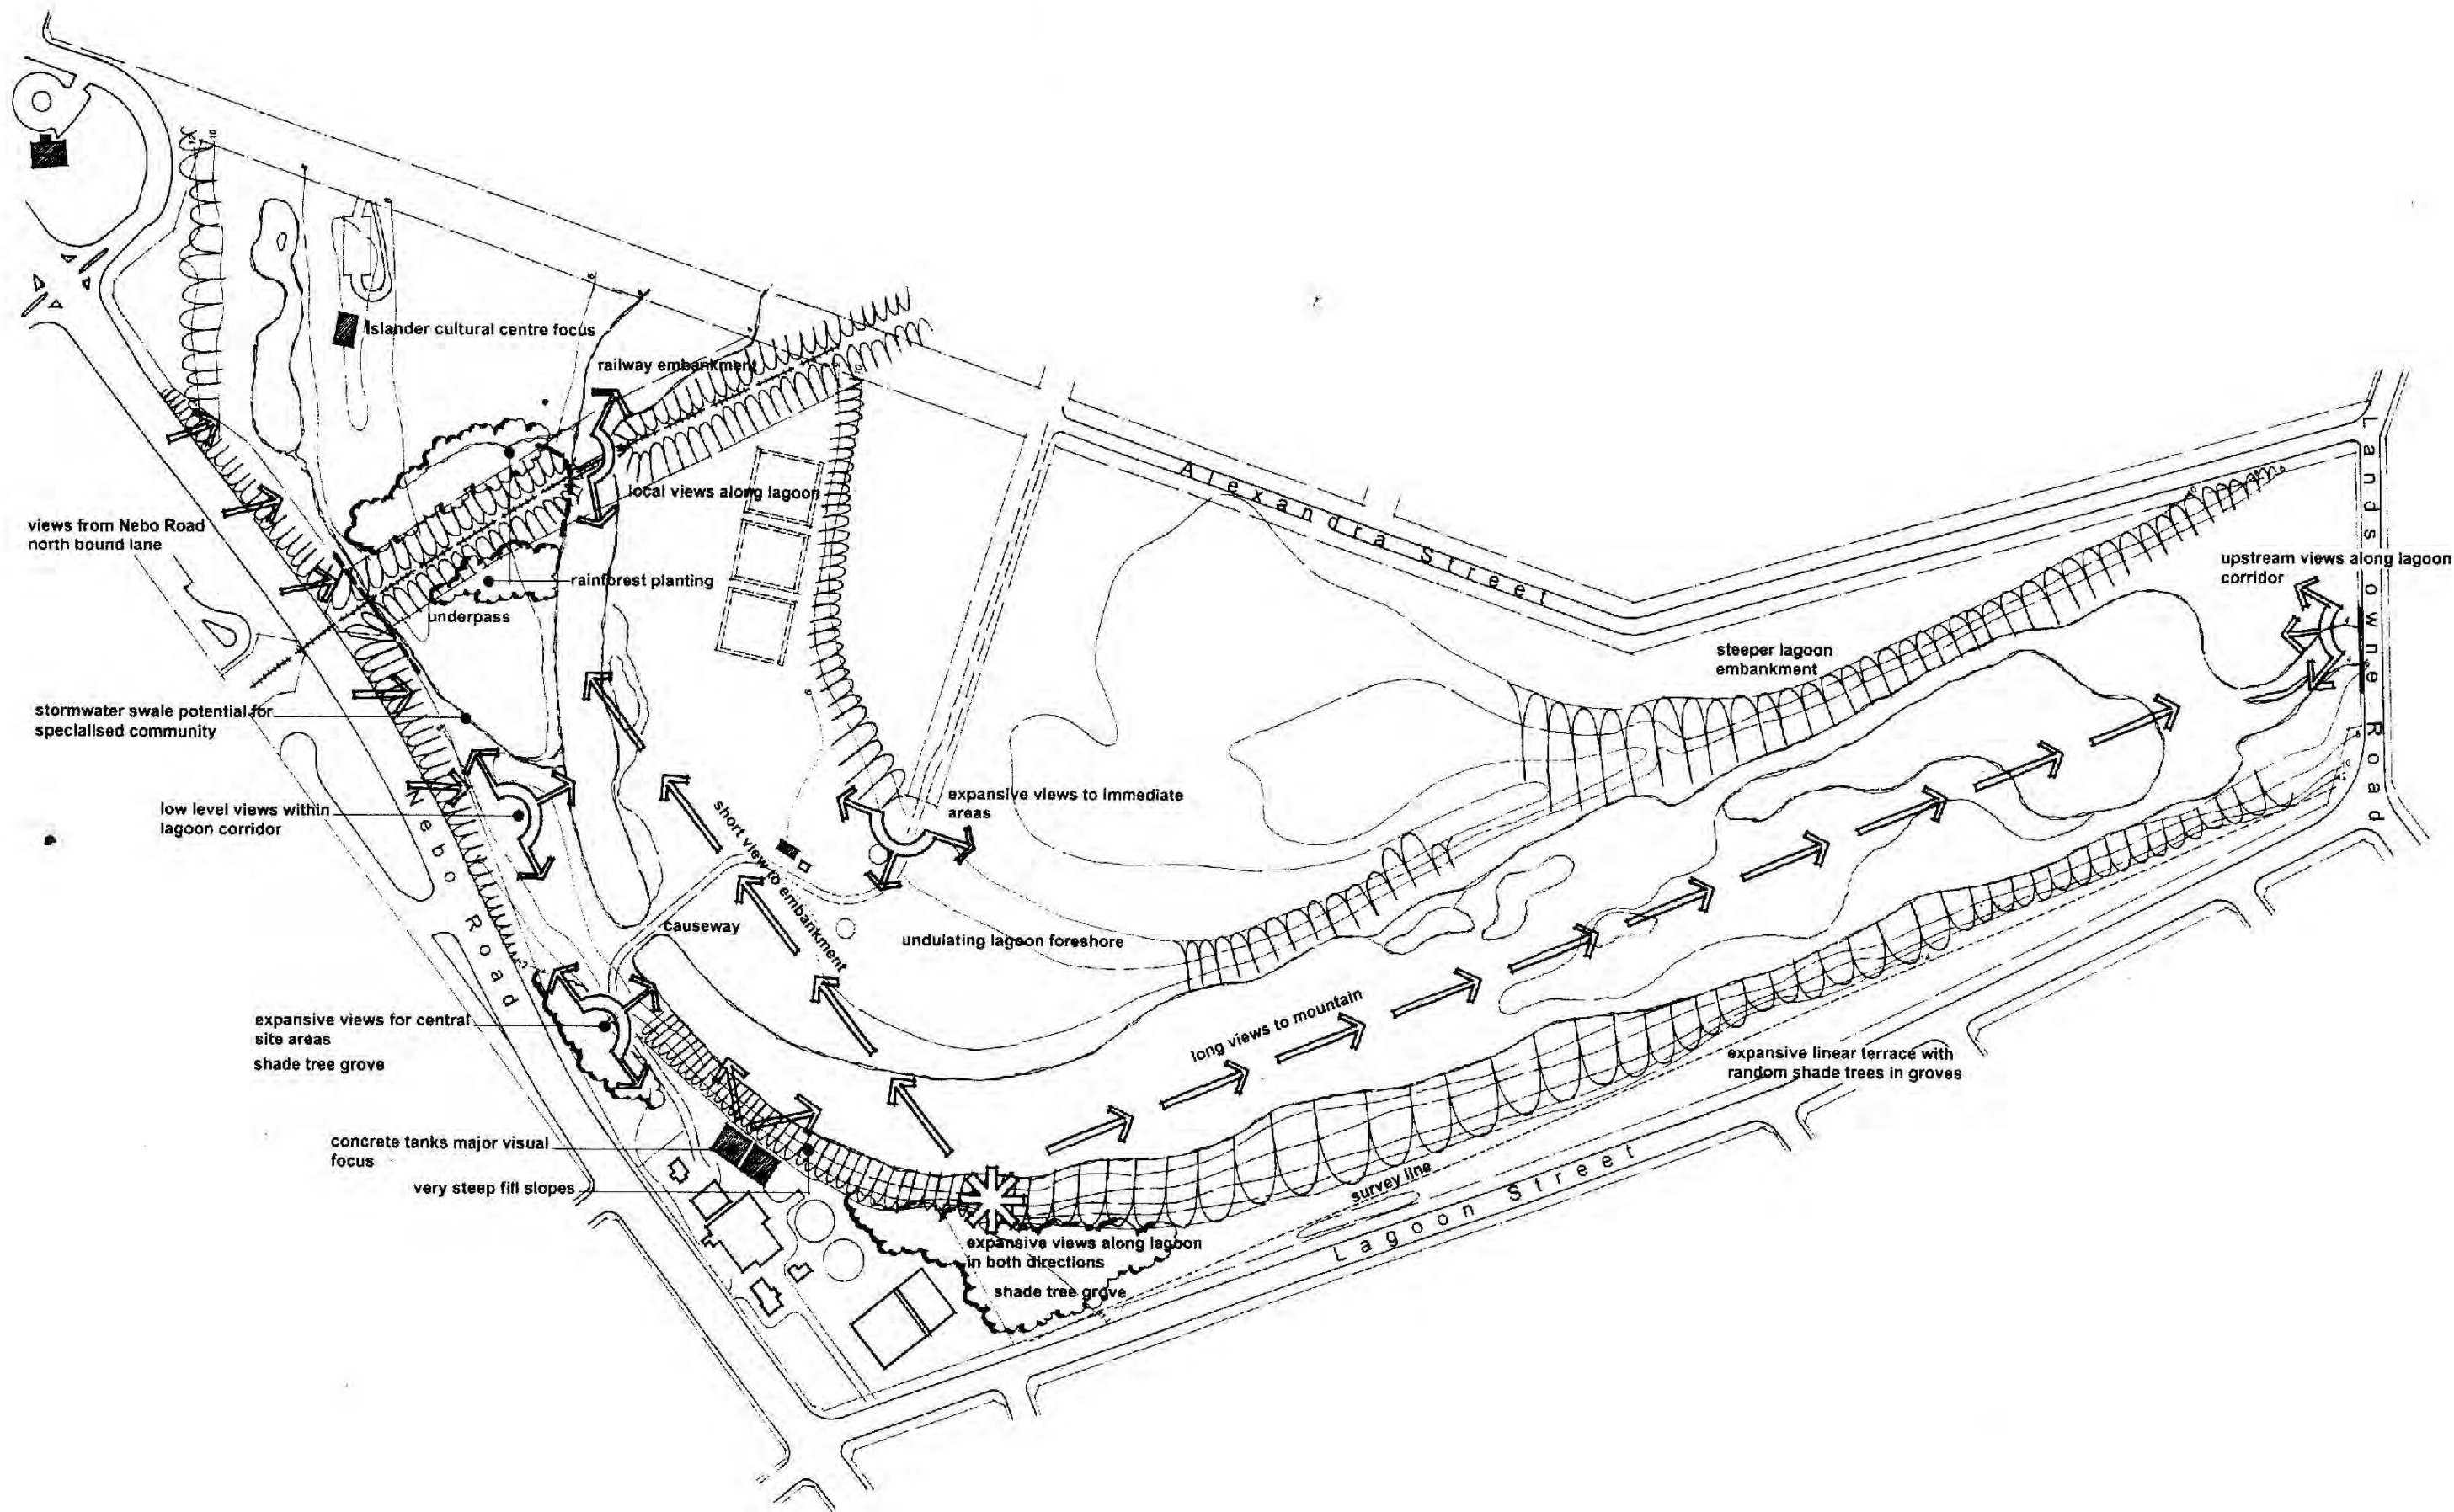 Islander cultural centre focus
railway embankment
local views along lagoon
Alexandra Street
Landsdowne Road
views from Nebo Road
north bound lane
rainforest planting
underpass
upstream views along lagoon
corridor
steeper lagoon
embankment
stormwater swale potential for
specialised community
low level views within
lagoon corridor
Nebo Road
short view to embankment
expansive views to immediate
areas
causeway
undulating lagoon foreshore
expansive views for central
site areas
shade tree grove
long views to mountain
expansive linear terrace with
random shade trees in groves
concrete tanks major visual
focus
very steep fill slopes
survey line
Lagoon Street
expansive views along lagoon
in both directions
shade tree grove